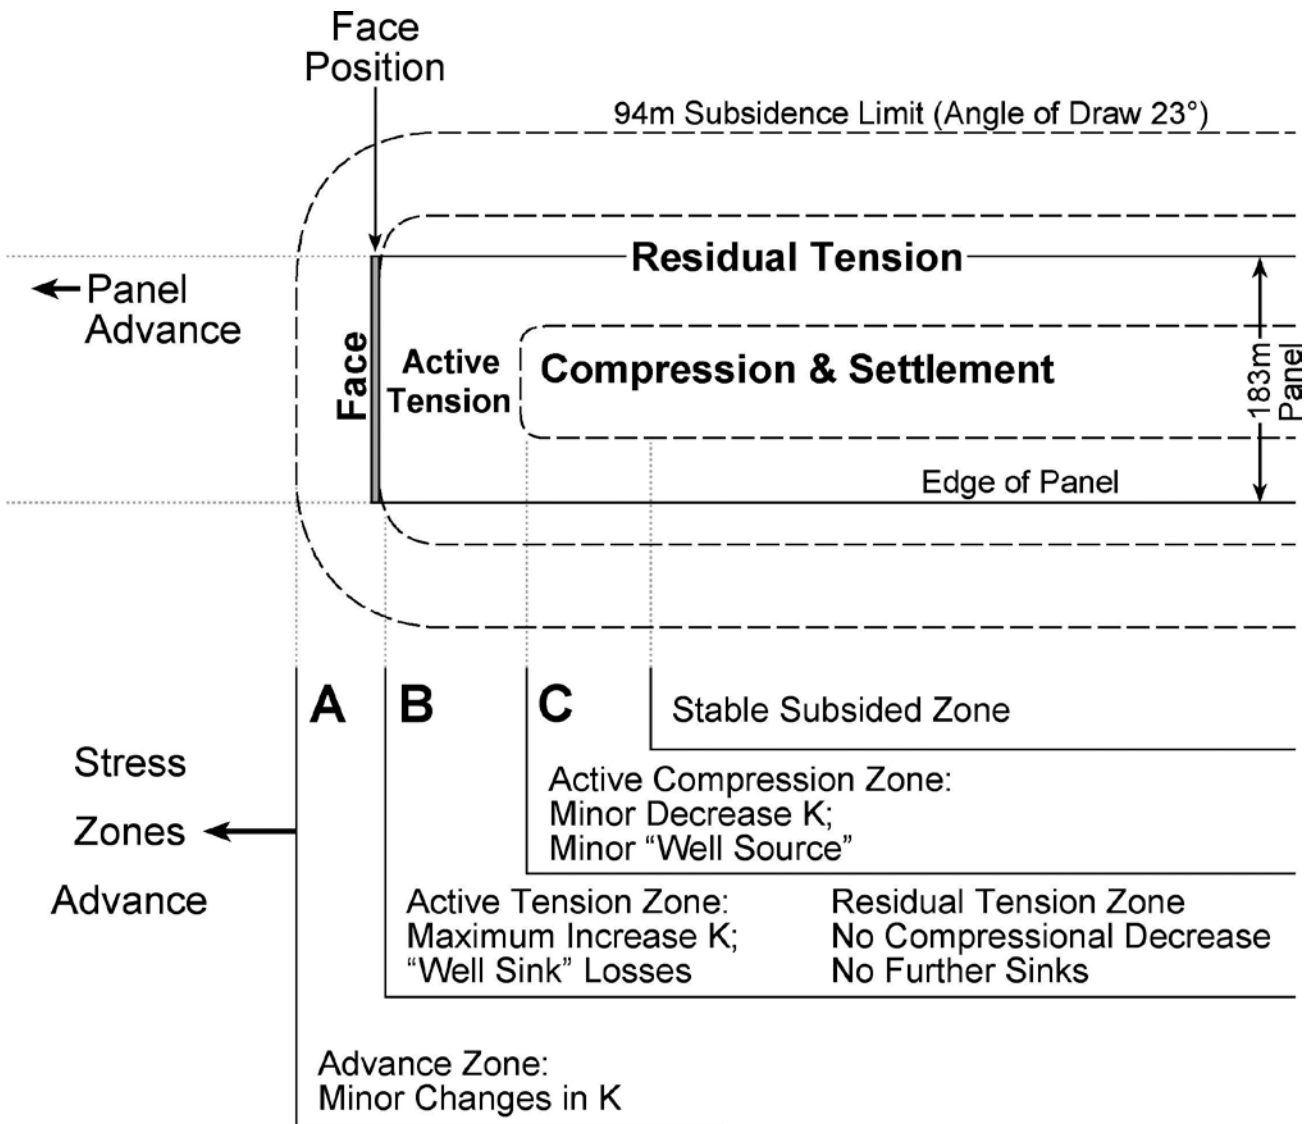 Face
Position
94m Subsidence Limit (Angle of Draw 23°)
Residual Tension
Panel
Advance
Face
Active
Tension
Compression & Settlement
183m
Panel
Edge of Panel
A
B
C
Stable Subsided Zone
Stress
Zones
Advance
Active Compression Zone:
Minor Decrease K;
Minor “Well Source”
Active Tension Zone:
Maximum Increase K;
“Well Sink” Losses
Residual Tension Zone
No Compressional Decrease
No Further Sinks
Advance Zone:
Minor Changes in K